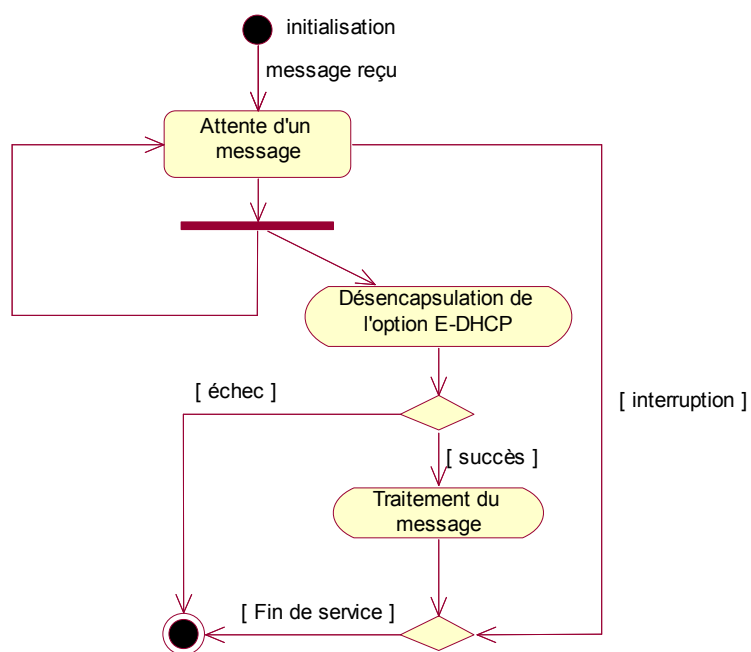 initialisation
message reçu
Attente d'un
message
Désencapsulation de
l'option E-DHCP
[ échec ]
[ interruption ]
[ succès ]
Traitement du
message
[ Fin de service ]